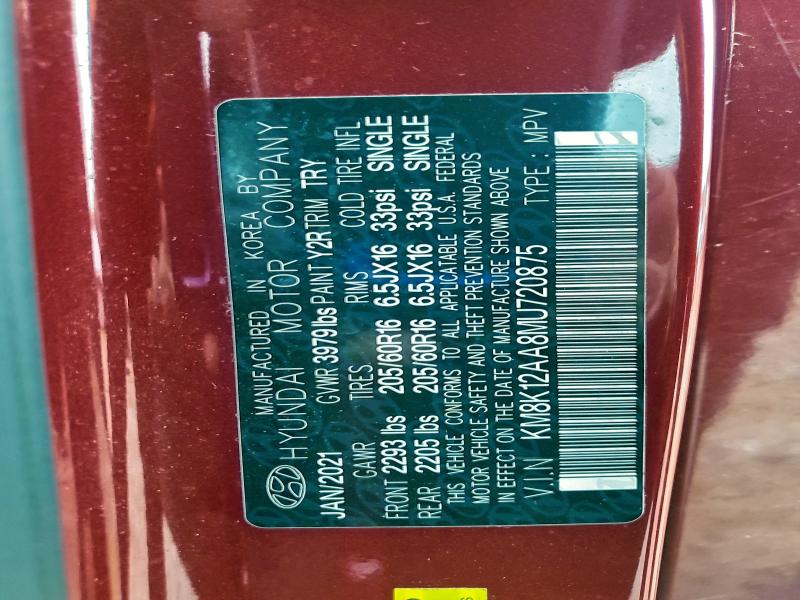 MANUFACTURED IN KOREA BY
HYUNDAI MOTOR COMPANY
JAN/2021 GVWR 3979 lbs PAINT Y2R TRIM TRY
GAWR TIRES RIMS COLD TIRE INFL
FRONT 2293 lbs 205/60R16 6.5JX16 33psi SINGLE
REAR 2205 lbs 205/60R16 6.5JX16 33psi SINGLE
THIS VEHICLE CONFORMS TO ALL APPLICABLE U.S.A. FEDERAL
MOTOR VEHICLE SAFETY AND THEFT PREVENTION STANDARDS
IN EFFECT ON THE DATE OF MANUFACTURE SHOWN ABOVE
V.I.N KM8K12AA8MU720875 TYPE : MPV